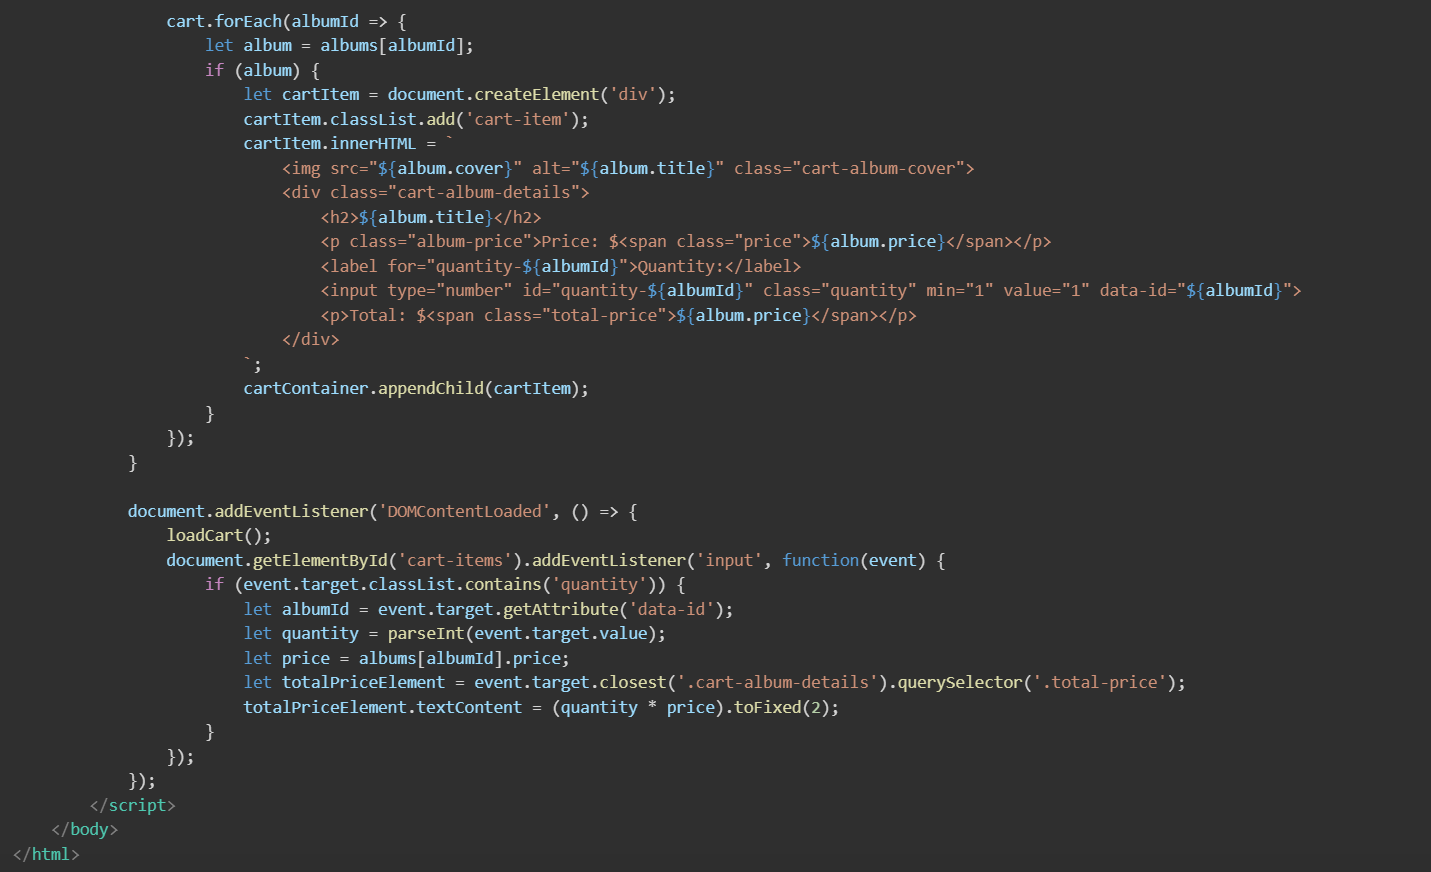 cart.forEach(albumId => {
let album = albums[albumId];
if (album) {
let cartItem = document.createElement('div');
cartItem.classList.add('cart-item');
cartItem.innerHTML = `
<img src="${album.cover}" alt="${album.title}" class="cart-album-cover">
<div class="cart-album-details">
<h2>${album.title}</h2>
<p class="album-price">Price: $<span class="price">${album.price}</span></p>
<label for="quantity-${albumId}">Quantity:</label>
<input type="number" id="quantity-${albumId}" class="quantity" min="1" value="1" data-id="${albumId}">
<p>Total: $<span class="total-price">${album.price}</span></p>
</div>
`;
cartContainer.appendChild(cartItem);
}
});
}
document.addEventListener('DOMContentLoaded', () => {
loadCart();
document.getElementById('cart-items').addEventListener('input', function(event) {
if (event.target.classList.contains('quantity')) {
let albumId = event.target.getAttribute('data-id');
let quantity = parseInt(event.target.value);
let price = albums[albumId].price;
let totalPriceElement = event.target.closest('.cart-album-details').querySelector('.total-price');
totalPriceElement.textContent = (quantity * price).toFixed(2);
}
});
});
</script>
</body>
</html>